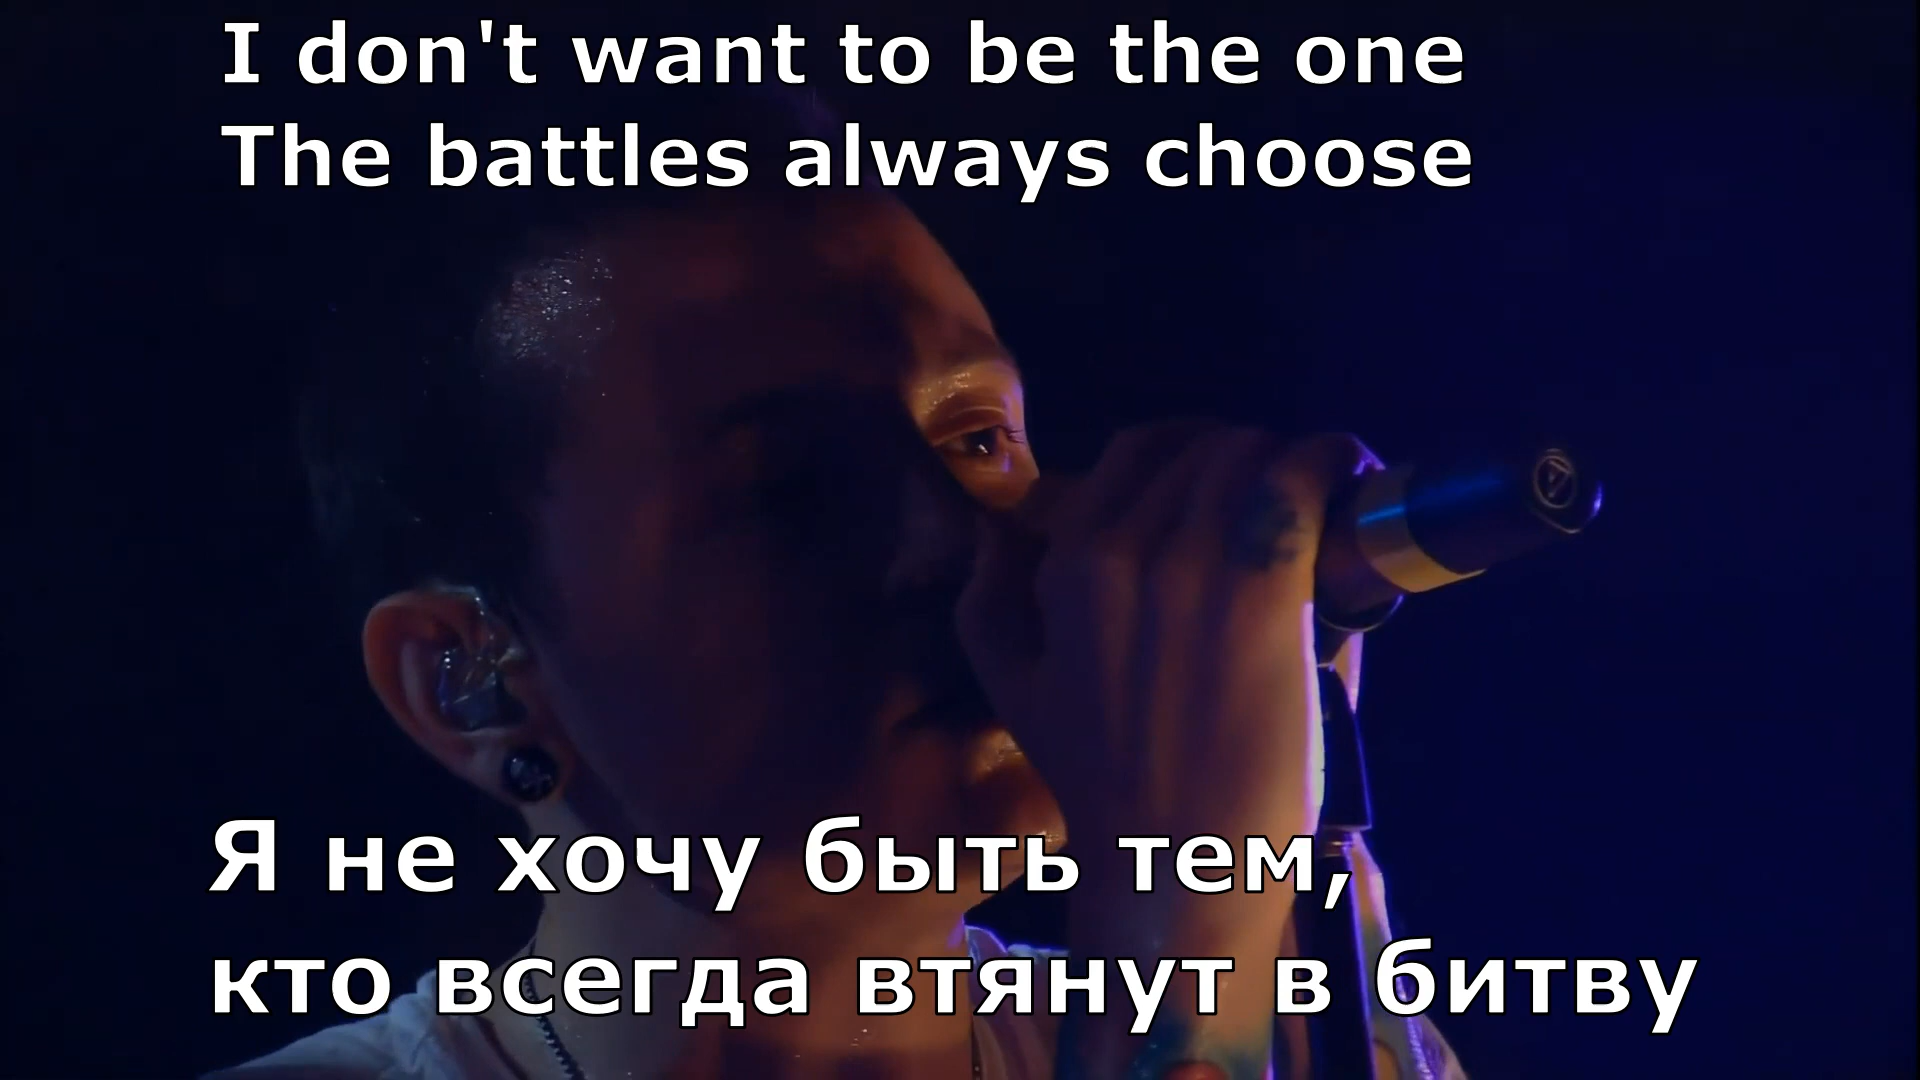 I don't want to be the one
The battles always choose
Я не хочу быть тем,
кто всегда втянут в битву